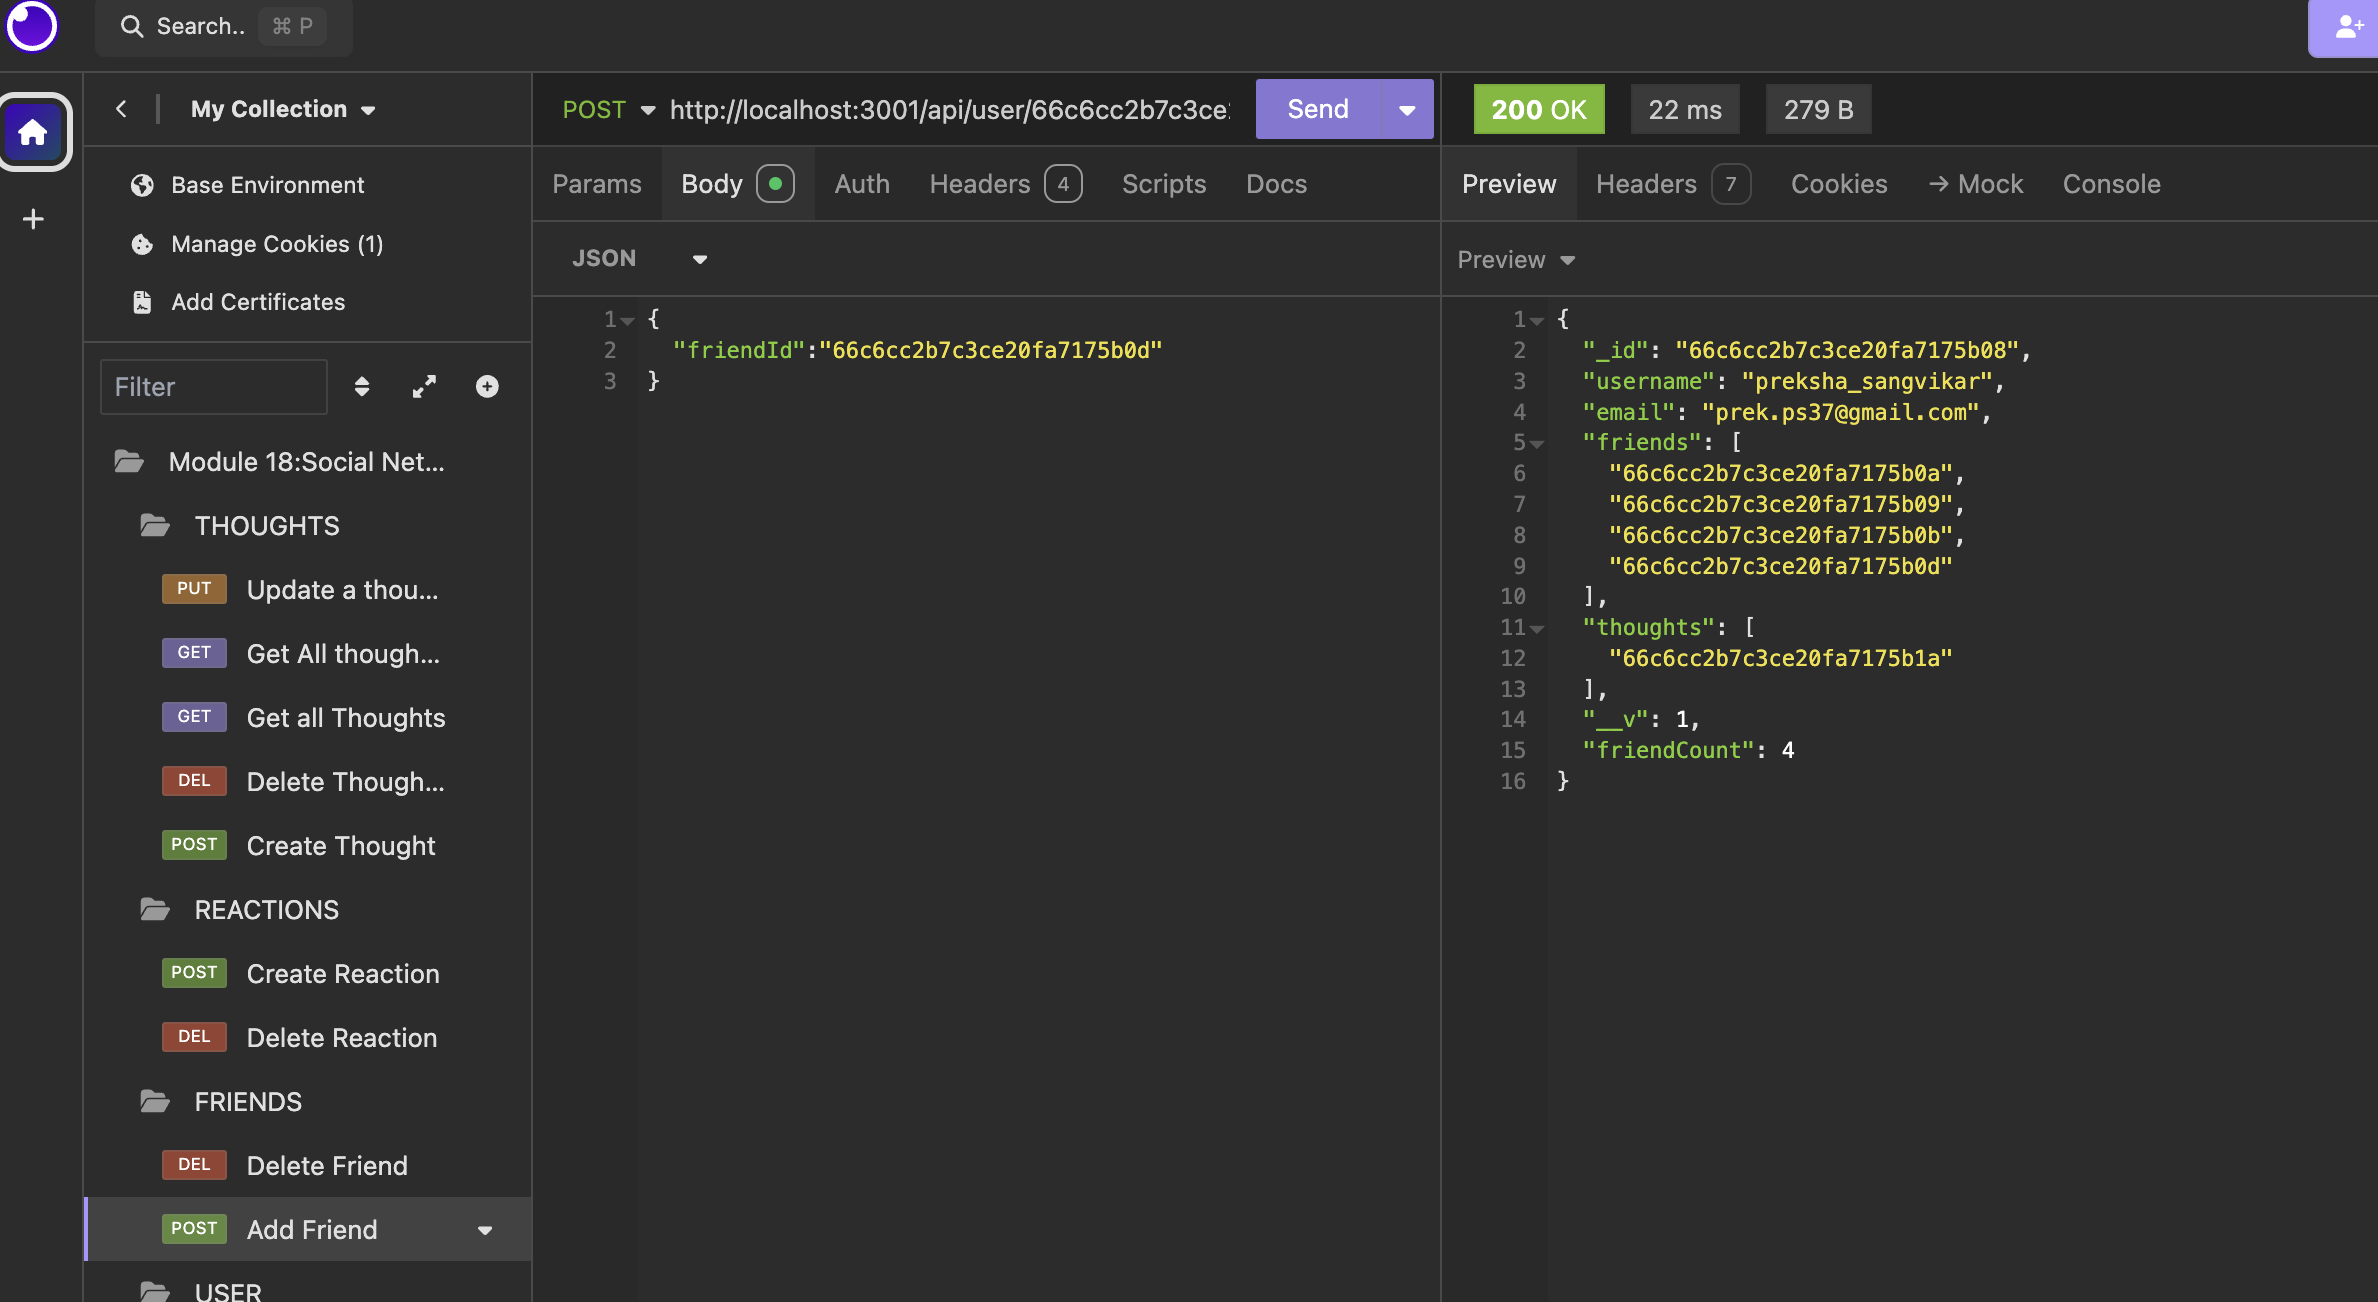 Search.. ⌘ P
My Collection
Base Environment
Manage Cookies (1)
Add Certificates
Filter
Module 18:Social Net...
THOUGHTS
PUT Update a thou...
GET Get All though...
GET Get all Thoughts
DEL Delete Though...
POST Create Thought
REACTIONS
POST Create Reaction
DEL Delete Reaction
FRIENDS
DEL Delete Friend
POST Add Friend
USER
POST http://localhost:3001/api/user/66c6cc2b7c3ce Send
Params Body Auth Headers 4 Scripts Docs
JSON
1 {
2 "friendId":"66c6cc2b7c3ce20fa7175b0d"
3 }
200 OK 22 ms 279 B
Preview Headers 7 Cookies → Mock Console
Preview
1 {
2 "_id": "66c6cc2b7c3ce20fa7175b08",
3 "username": "preksha_sangvikar",
4 "email": "prek.ps37@gmail.com",
5 "friends": [
6 "66c6cc2b7c3ce20fa7175b0a",
7 "66c6cc2b7c3ce20fa7175b09",
8 "66c6cc2b7c3ce20fa7175b0b",
9 "66c6cc2b7c3ce20fa7175b0d"
10 ],
11 "thoughts": [
12 "66c6cc2b7c3ce20fa7175b1a"
13 ],
14 "__v": 1,
15 "friendCount": 4
16 }